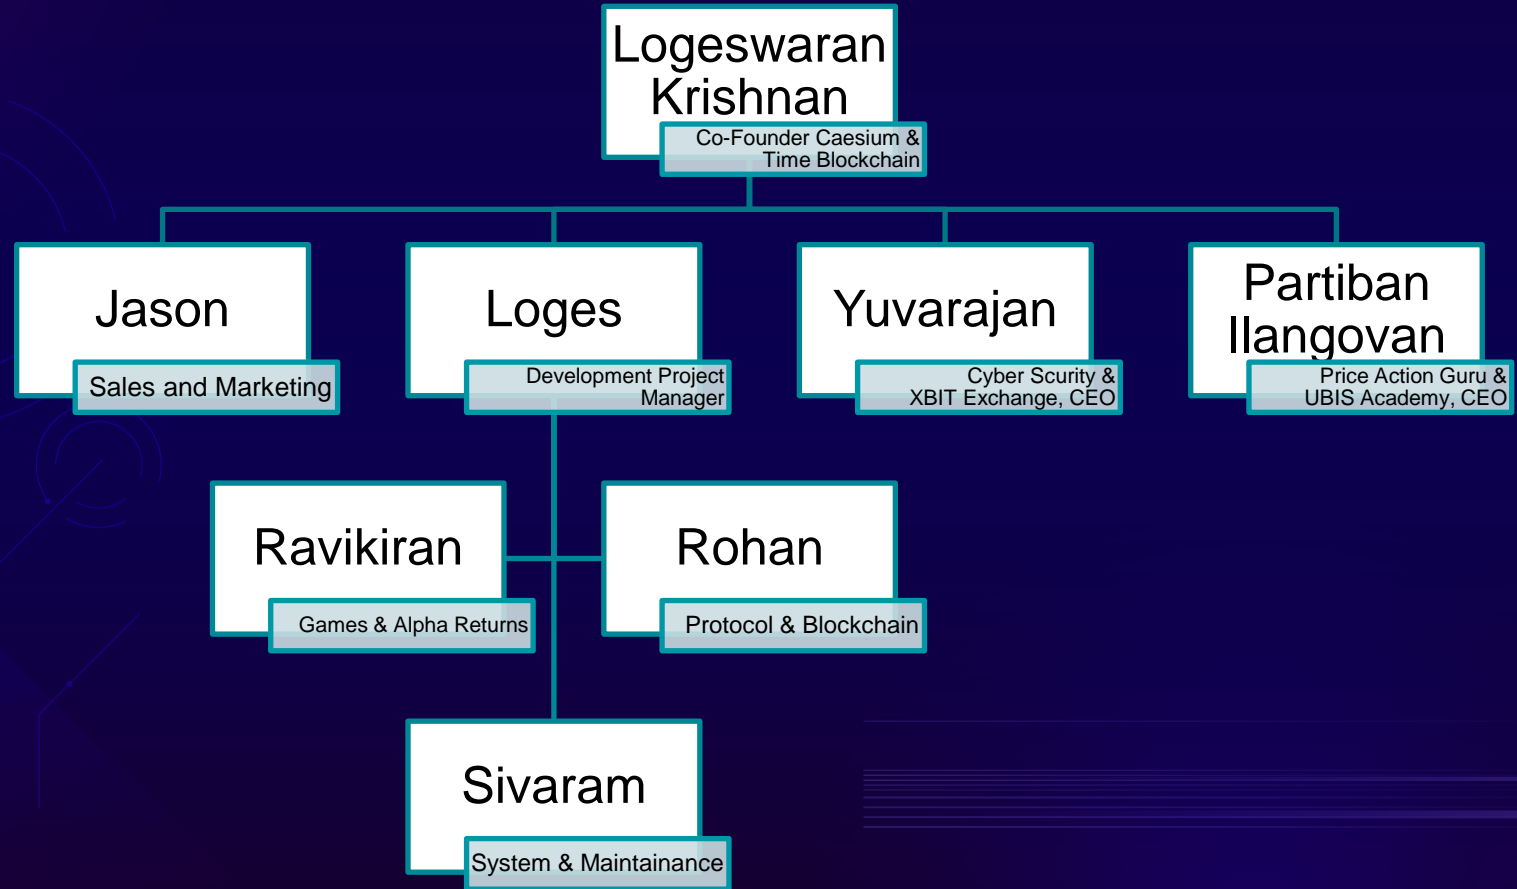 Logeswaran
Krishnan
Co-Founder Caesium &
Time Blockchain
Jason
Sales and Marketing
Loges
Development Project
Manager
Yuvarajan
Cyber Scurity &
XBIT Exchange, CEO
Partiban
Ilangovan
Price Action Guru &
UBIS Academy, CEO
Ravikiran
Games & Alpha Returns
Rohan
Protocol & Blockchain
Sivaram
System & Maintainance